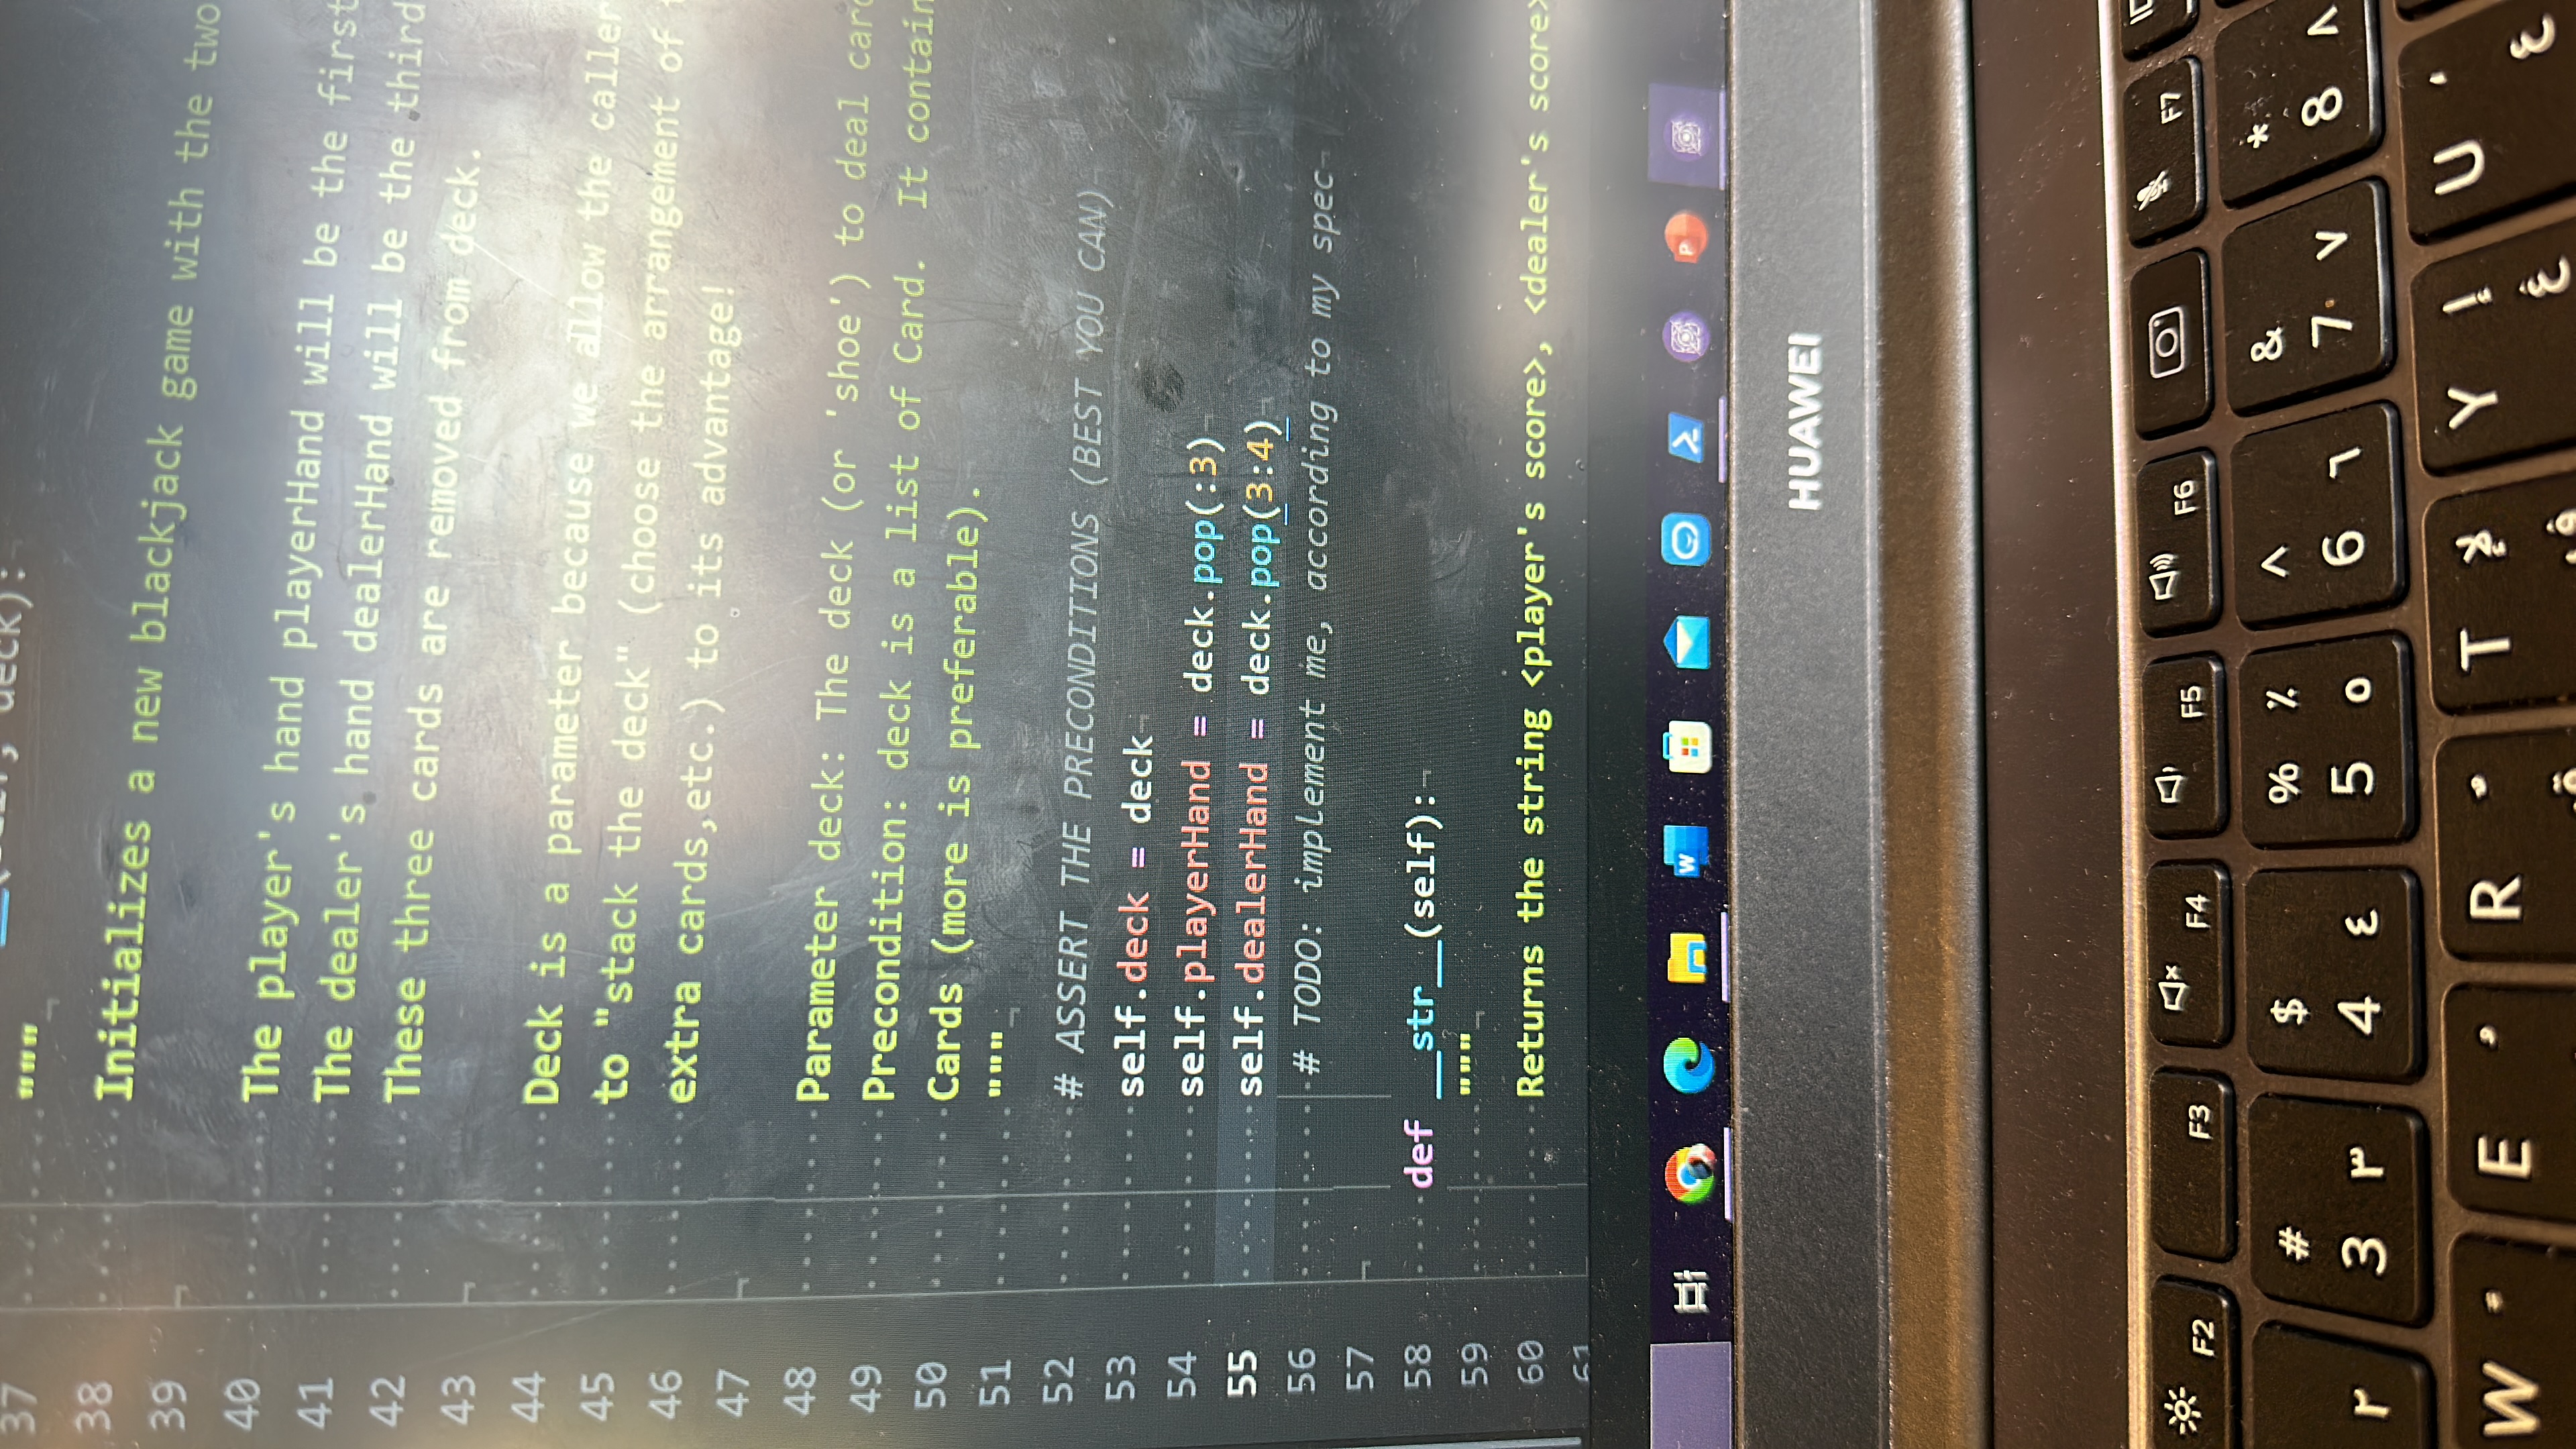 37 (self, deck):
"""
38 Initializes a new blackjack game with the two
39
40 The player's hand playerHand will be the first
41 The dealer's hand dealerHand will be the third
42 These three cards are removed from deck.
43
44 Deck is a parameter because we allow the caller
45 to "stack the deck" (choose the arrangement of
46 extra cards,etc.) to its advantage!
47
48 Parameter deck: The deck (or 'shoe') to deal
49 Precondition: deck is a list of Card. It contain
50 Cards (more is preferable).
51 """
52 # ASSERT THE PRECONDITIONS (BEST YOU CAN)
53 self.deck = deck
54 self.playerHand = deck.pop(:3)
55 self.dealerHand = deck.pop(3:4)
56 # TODO: implement me, according to my spec
57
58 def __str__(self):
59 """
60 Returns the string <player's score>, <dealer's score>
61
W
P
HUAWEI
F2 F3 F4 F5 F6 F7
# $ % ٪ ^ & *
٢ 3 ٣ 4 ٤ 5 ٥ 6 ٦ 7 ٧ 8 ٨
W E R T لإ Y إ U
ق ف غ ع